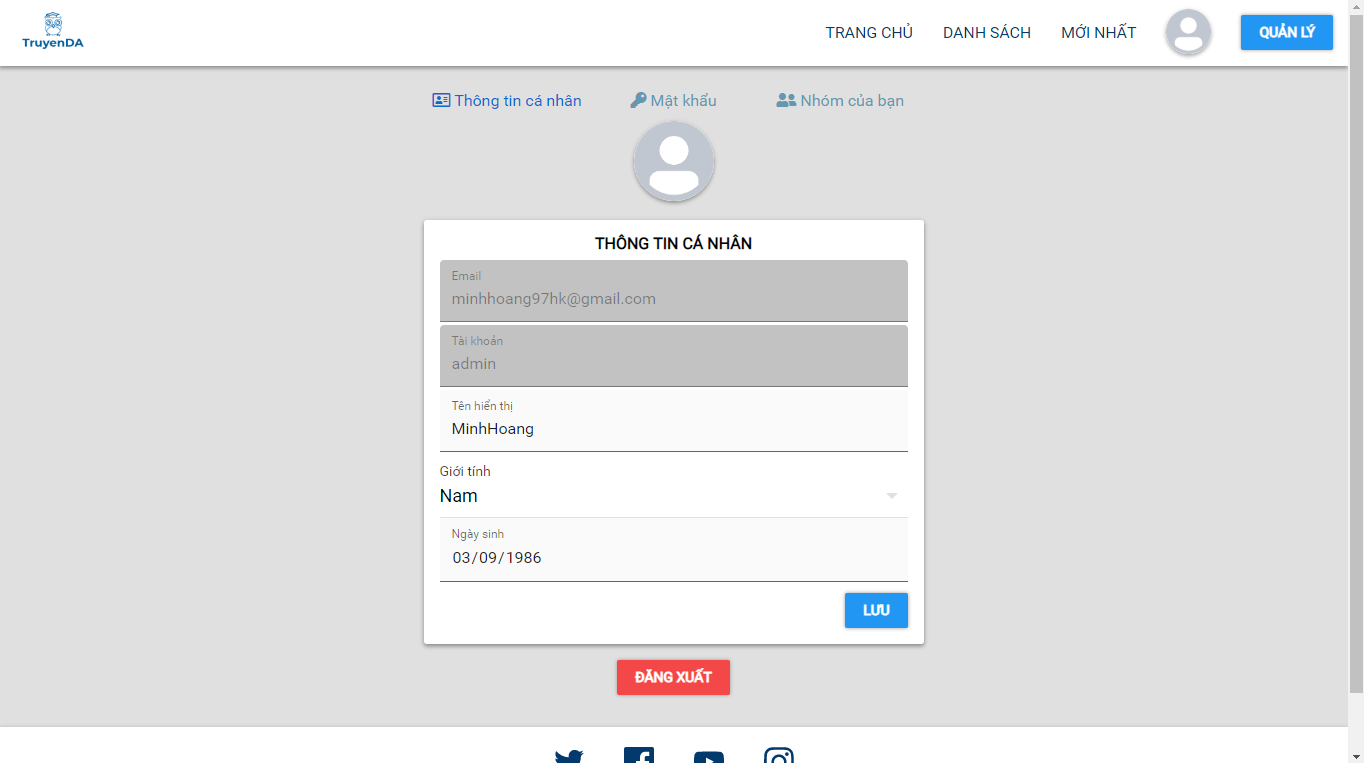 TruyenDA
TRANG CHỦ
DANH SÁCH
MỚI NHẤT
QUẢN LÝ
Thông tin cá nhân
Mật khẩu
Nhóm của bạn
THÔNG TIN CÁ NHÂN
Email
minhhoang97hk@gmail.com
Tài khoản
admin
Tên hiển thị
MinhHoang
Giới tính
Nam
Ngày sinh
03/09/1986
LƯU
ĐĂNG XUẤT